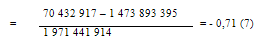 70 432 917 – 1 473 893 395
= = - 0,71 (7)
1 971 441 914